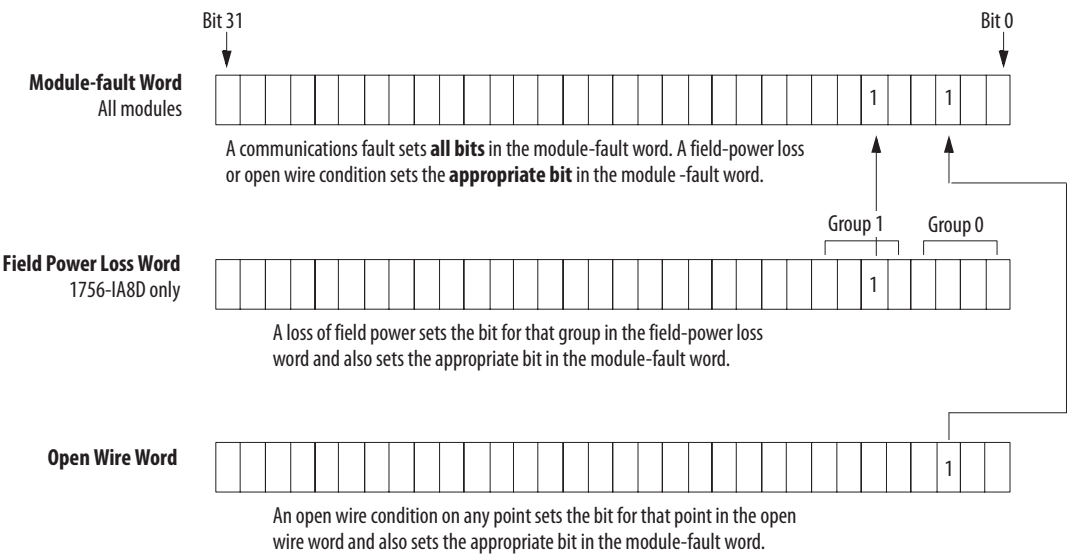 Bit 31
Bit 0
Module-fault Word
All modules
1
1
A communications fault sets all bits in the module-fault word. A field-power loss
or open wire condition sets the appropriate bit in the module -fault word.
Group 1
Group 0
Field Power Loss Word
1756-IA8D only
1
A loss of field power sets the bit for that group in the field-power loss
word and also sets the appropriate bit in the module-fault word.
Open Wire Word
1
An open wire condition on any point sets the bit for that point in the open
wire word and also sets the appropriate bit in the module-fault word.